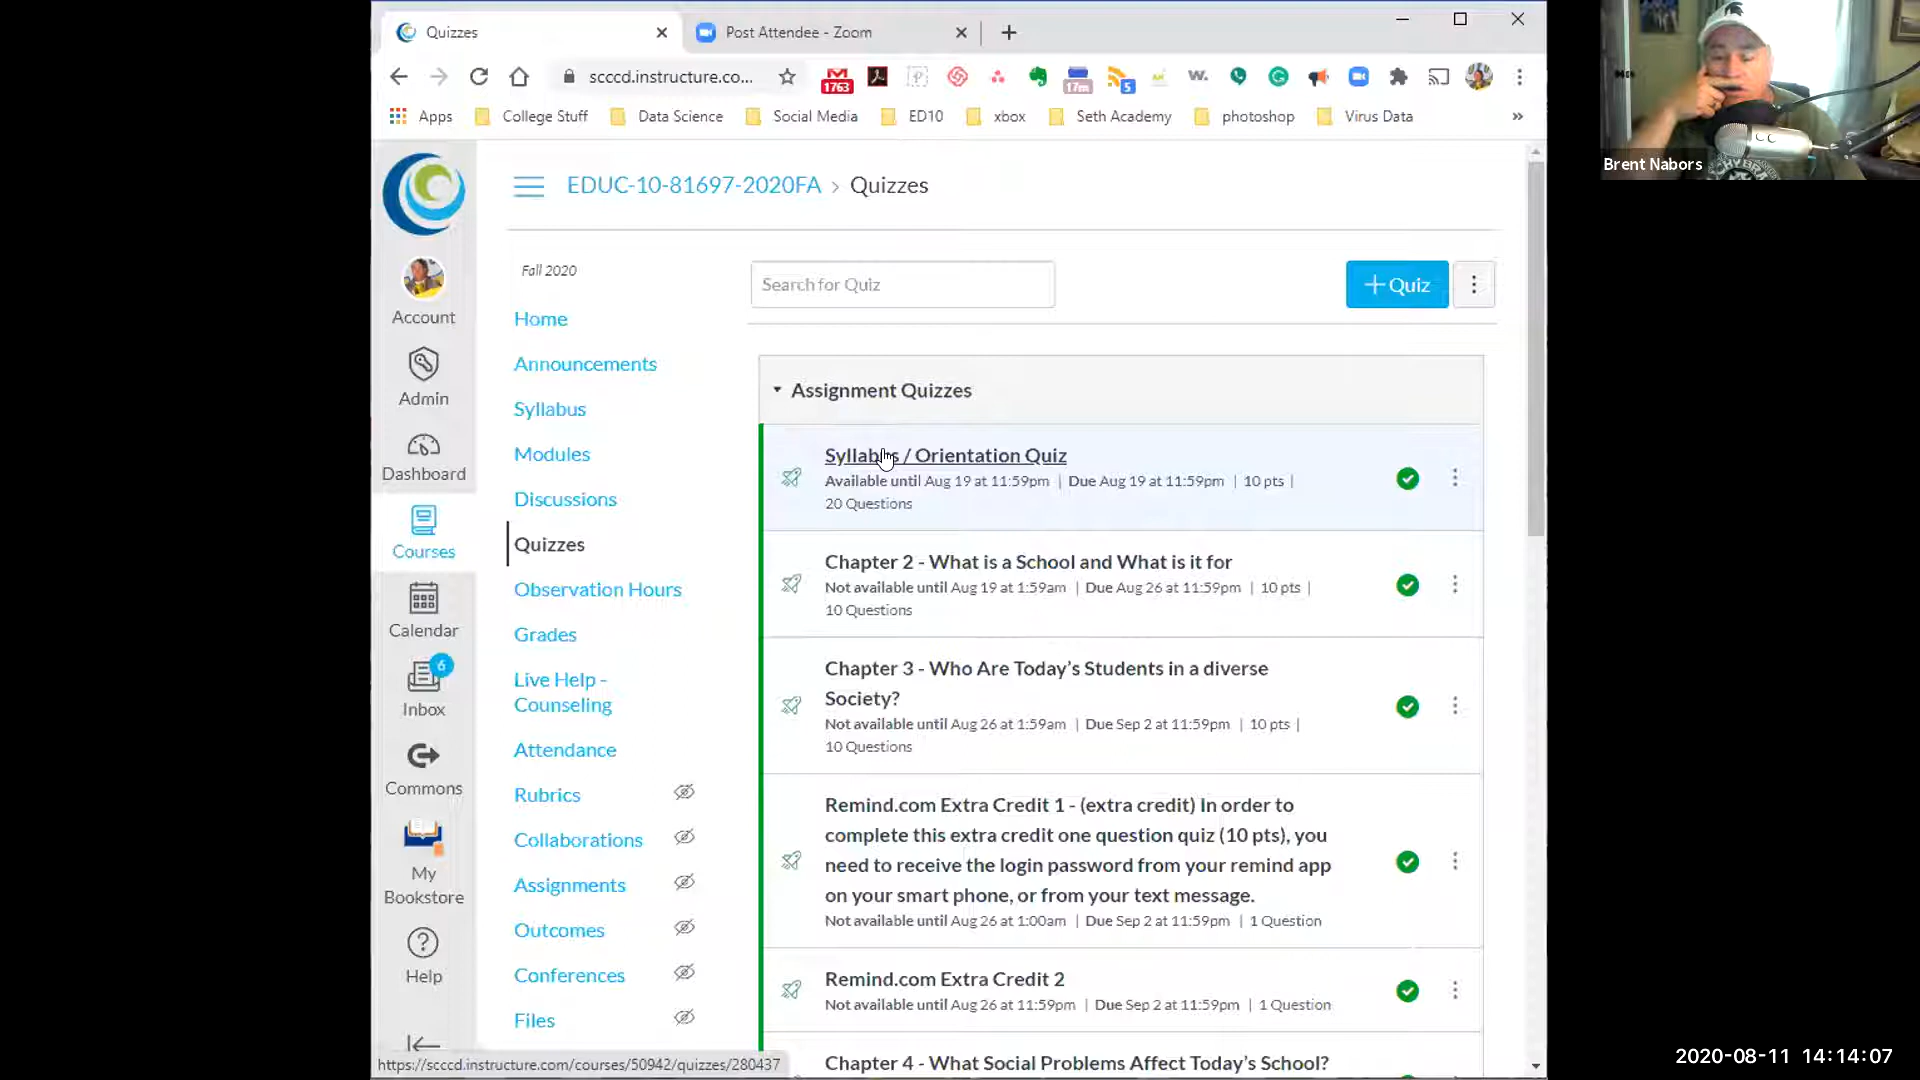 Quizzes
Post Attendee - Zoom
scccd.instructure.co...
1763
17m
5
W.
Apps
College Stuff
Data Science
Social Media
ED10
xbox
Seth Academy
photoshop
Virus Data
»
Brent Nabors
EDUC-10-81697-2020FA › Quizzes
Account
Admin
Dashboard
Courses
Calendar
6
Inbox
Commons
My
Bookstore
Help
Fall 2020
Home
Announcements
Syllabus
Modules
Discussions
Quizzes
Observation Hours
Grades
Live Help -
Counseling
Attendance
Rubrics
Collaborations
Assignments
Outcomes
Conferences
Files
Search for Quiz
+ Quiz
Assignment Quizzes
Syllabus / Orientation Quiz
Available until Aug 19 at 11:59pm | Due Aug 19 at 11:59pm | 10 pts |
20 Questions
Chapter 2 - What is a School and What is it for
Not available until Aug 19 at 1:59am | Due Aug 26 at 11:59pm | 10 pts |
10 Questions
Chapter 3 - Who Are Today’s Students in a diverse
Society?
Not available until Aug 26 at 1:59am | Due Sep 2 at 11:59pm | 10 pts |
10 Questions
Remind.com Extra Credit 1 - (extra credit) In order to
complete this extra credit one question quiz (10 pts), you
need to receive the login password from your remind app
on your smart phone, or from your text message.
Not available until Aug 26 at 1:00am | Due Sep 2 at 11:59pm | 1 Question
Remind.com Extra Credit 2
Not available until Aug 26 at 11:59pm | Due Sep 2 at 11:59pm | 1 Question
Chapter 4 - What Social Problems Affect Today’s School?
https://scccd.instructure.com/courses/50942/quizzes/280437
2020-08-11 14:14:07